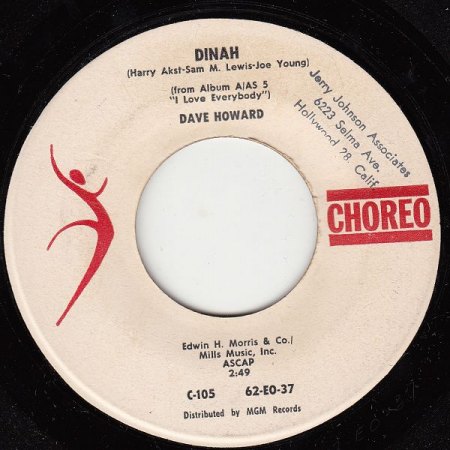 DINAH
(Harry Akst-Sam M. Lewis-Joe Young)
(from Album A/AS 5
"I Love Everybody")
DAVE HOWARD
Jerry Johnson Associates
6223 Selma Ave.
Hollywood 28, Calif
CHOREO
Edwin H. Morris & Co./
Mills Music, Inc.
ASCAP
2:49
C-105 62-EO-37
Distributed by MGM Records